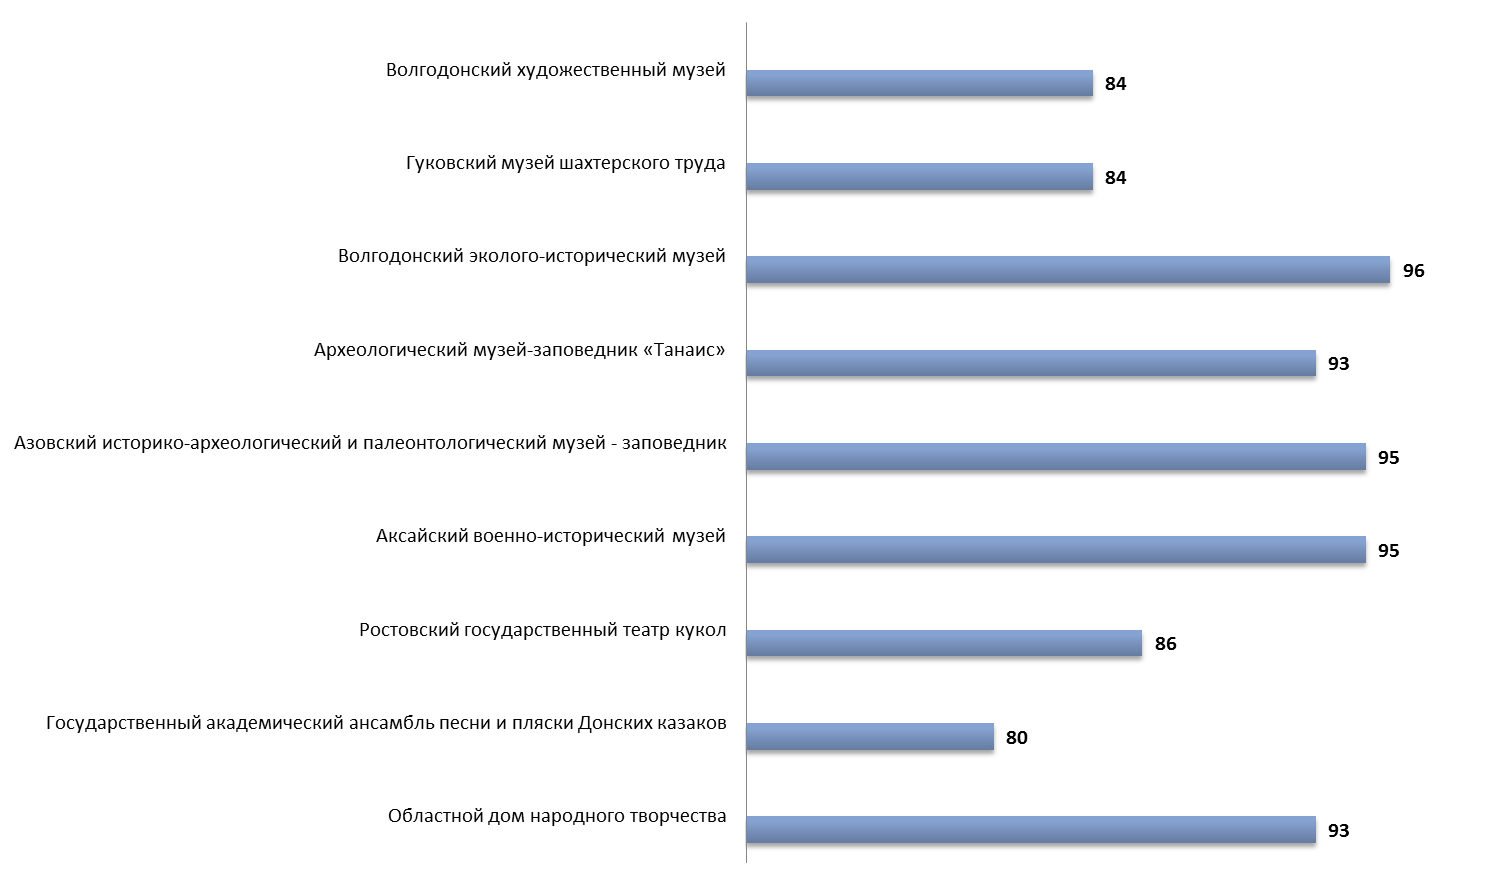 Волгодонский художественный музей
84
Гуковский музей шахтерского труда
84
Волгодонский эколого-исторический музей
96
Археологический музей-заповедник «Танаис»
93
Азовский историко-археологический и палеонтологический музей - заповедник
95
Аксайский военно-исторический музей
95
Ростовский государственный театр кукол
86
Государственный академический ансамбль песни и пляски Донских казаков
80
Областной дом народного творчества
93